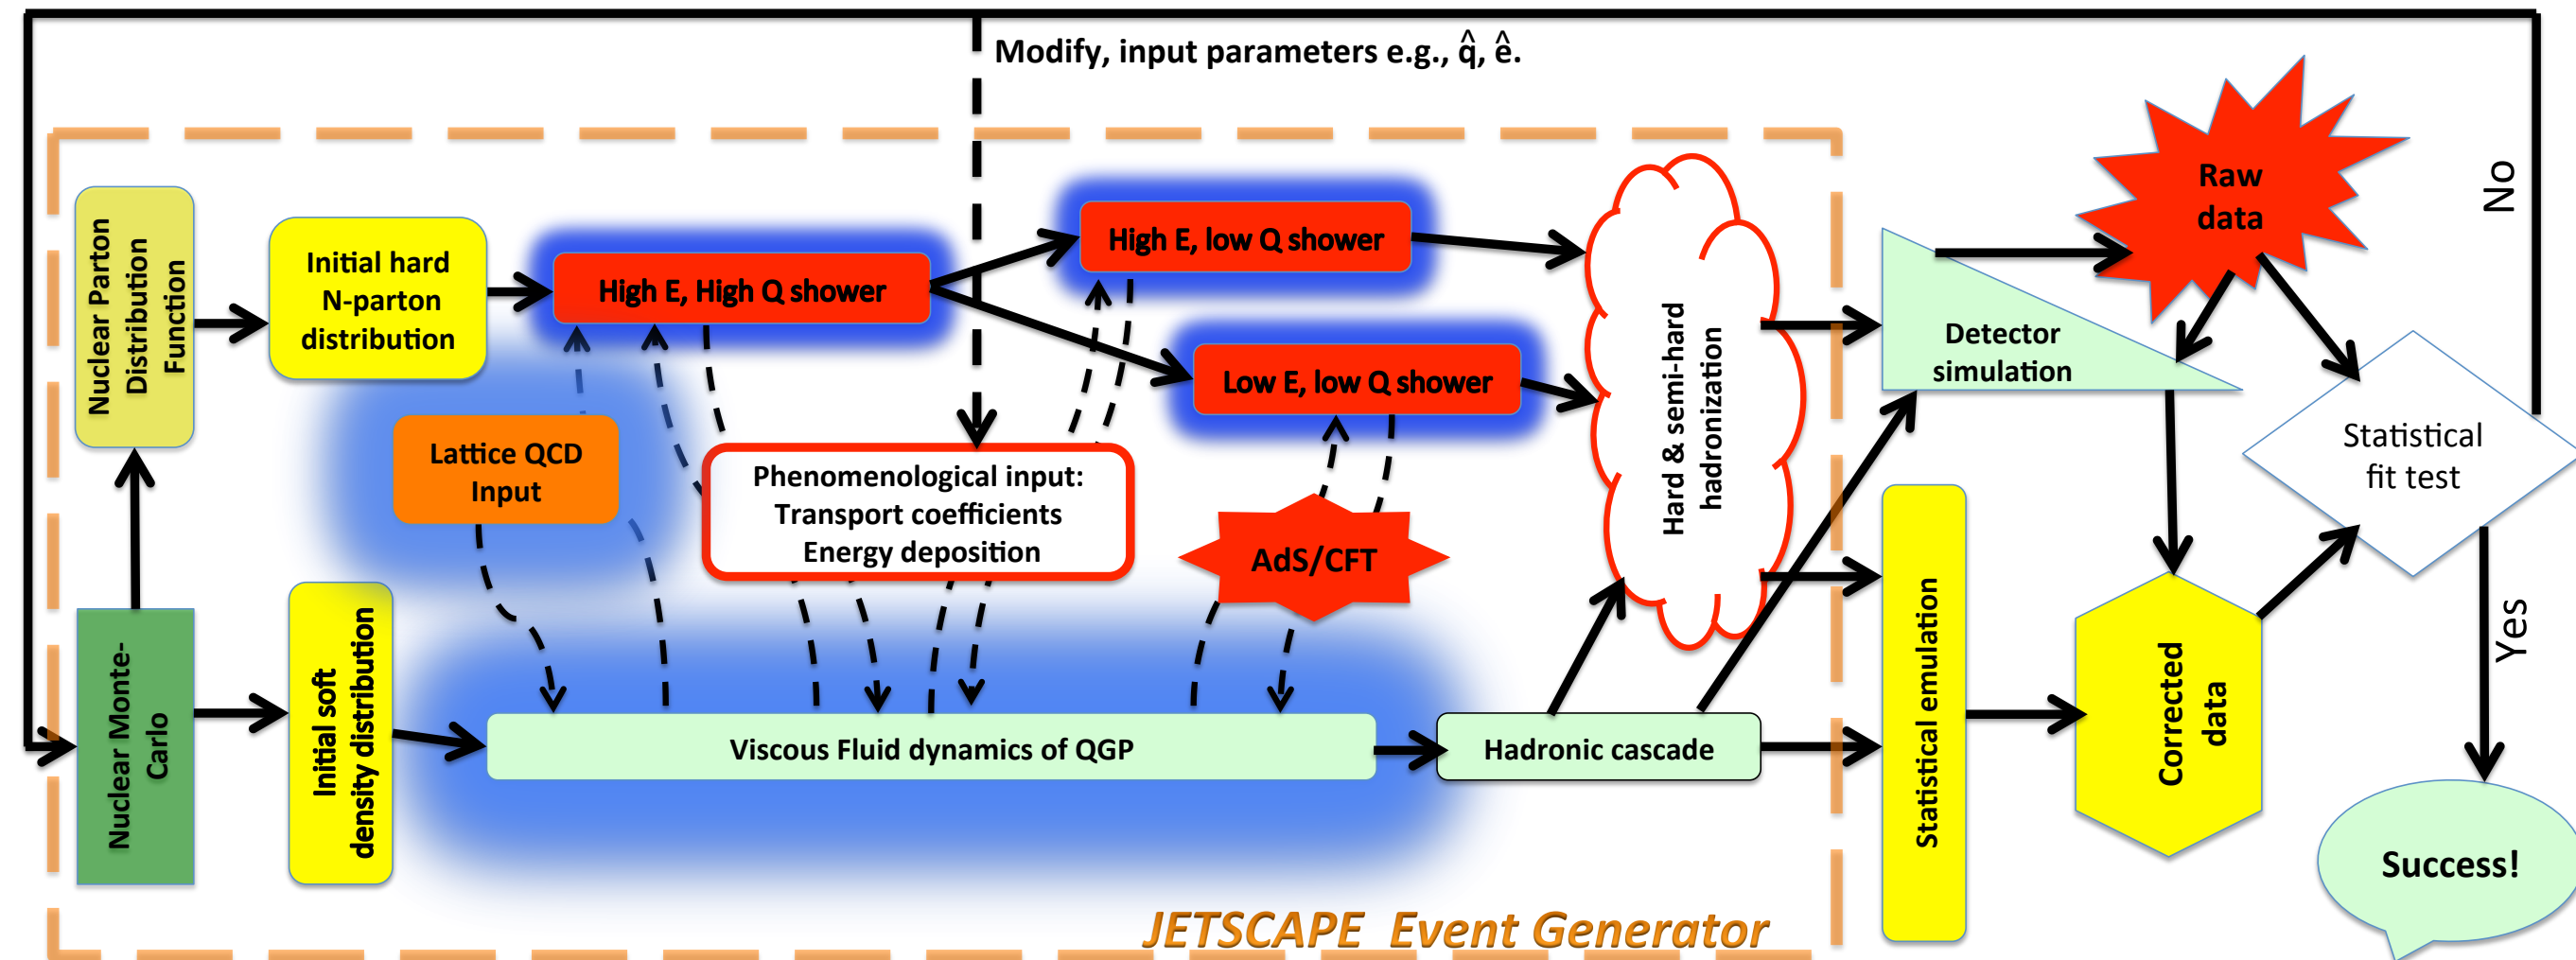 Modify, input parameters e.g., q̂, ê.
Nuclear Parton
Distribution
Function
Initial hard
N-parton
distribution
High E, High Q shower
High E, low Q shower
Low E, low Q shower
Hard & semi-hard
hadronization
Raw
data
No
Detector
simulation
Statistical
fit test
Lattice QCD
Input
Phenomenological input:
Transport coefficients
Energy deposition
AdS/CFT
Nuclear Monte-
Carlo
Initial soft
density distribution
Viscous Fluid dynamics of QGP
Hadronic cascade
Statistical emulation
Corrected
data
Yes
Success!
JETSCAPE Event Generator